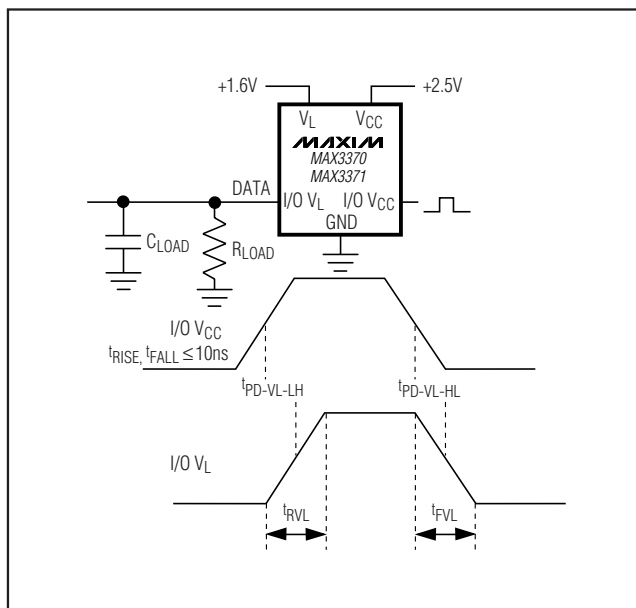 +1.6V
+2.5V
VL
VCC
MAXIM
MAX3370
MAX3371
DATA
I/O VL
I/O VCC
GND
CLOAD
RLOAD
I/O VCC
tRISE, tFALL ≤ 10ns
tPD-VL-LH
tPD-VL-HL
I/O VL
tRVL
tFVL